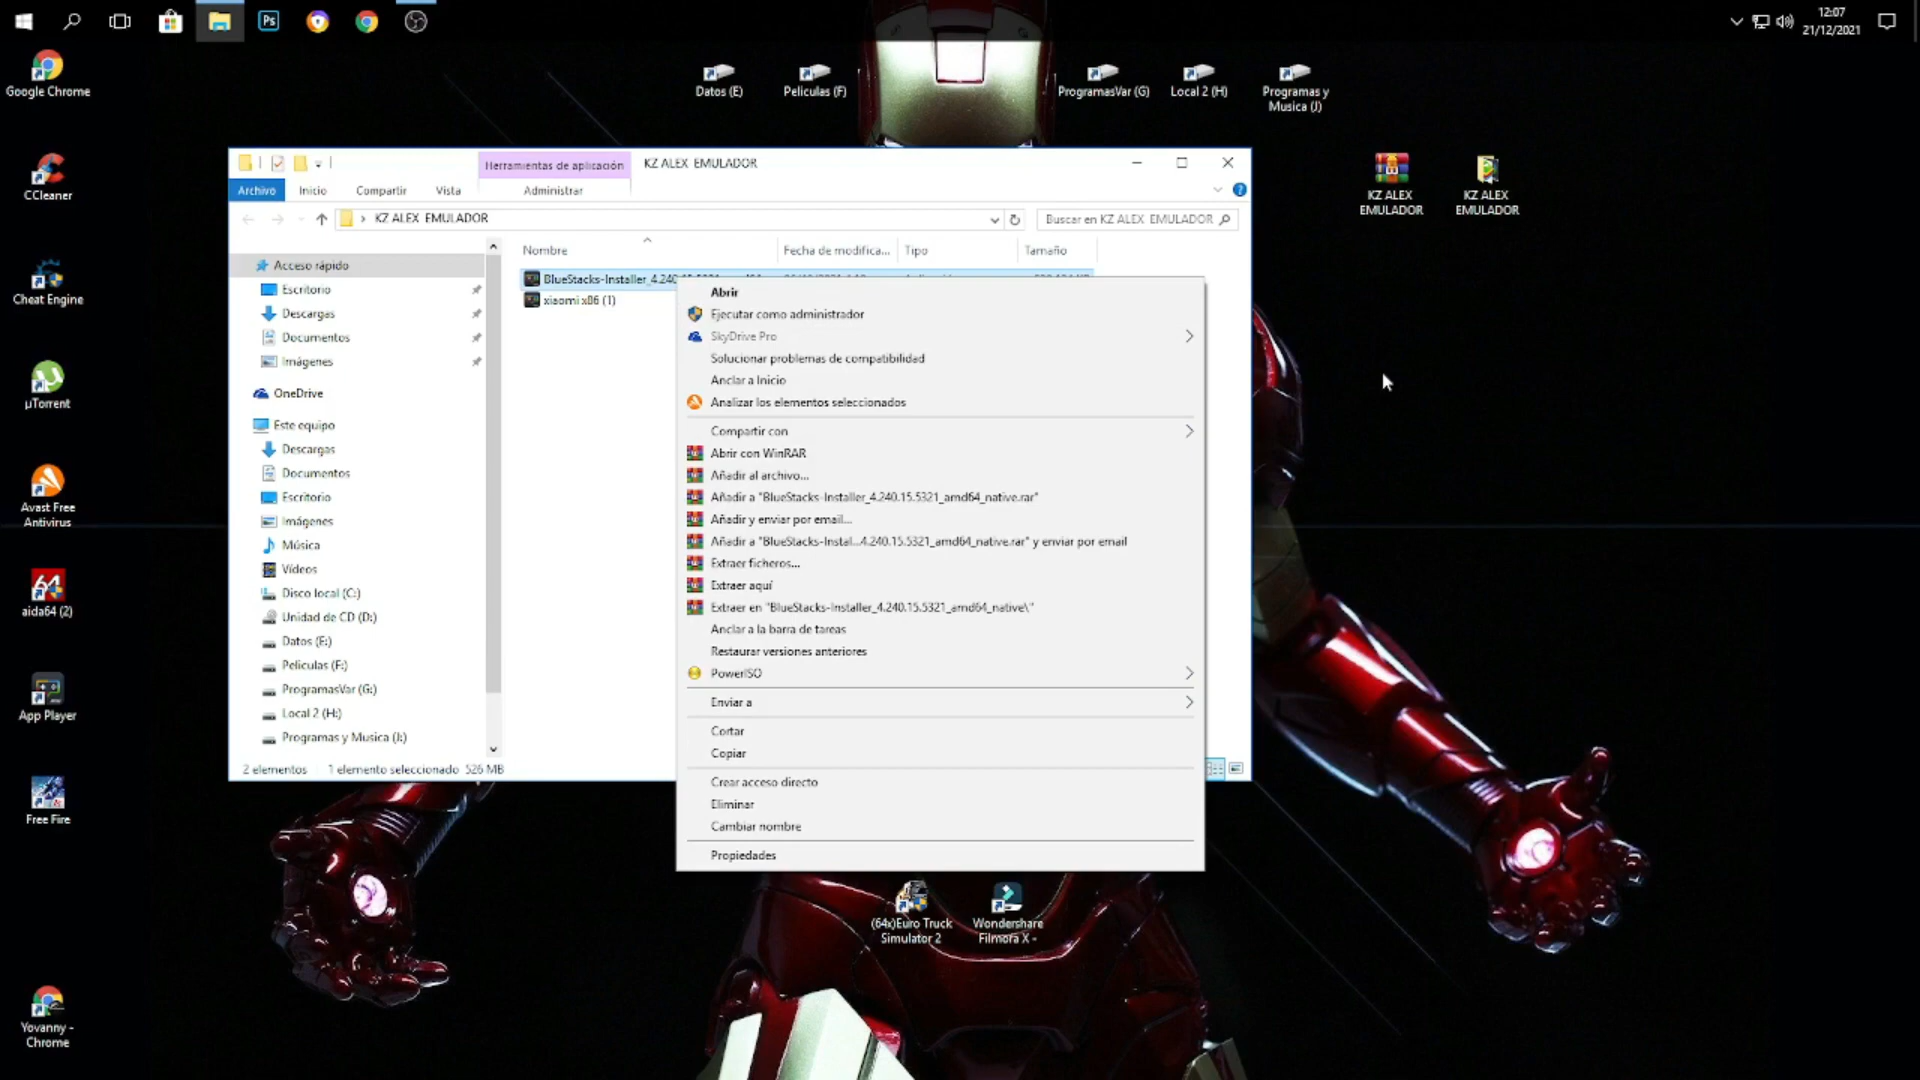 12:07
21/12/2021
Google Chrome
Datos (E)
Peliculas (F)
ProgramasVar (G)
Local 2 (H)
Programas y
Musica (J)
Herramientas de aplicación
KZ ALEX EMULADOR
Archivo
Inicio
Compartir
Vista
Administrar
KZ ALEX EMULADOR
Buscar en KZ ALEX EMULADOR
CCleaner
KZ ALEX
EMULADOR
KZ ALEX
EMULADOR
Nombre
Fecha de modifica...
Tipo
Tamaño
Acceso rápido
Escritorio
Descargas
Documentos
Imágenes
OneDrive
Este equipo
Descargas
Documentos
Escritorio
Imágenes
Música
Vídeos
Disco local (C:)
Unidad de CD (D:)
Datos (E:)
Peliculas (F:)
ProgramasVar (G:)
Local 2 (H:)
Programas y Musica (J:)
BlueStacks-Installer_4.240
xiaomi x86 (1)
Abrir
Ejecutar como administrador
SkyDrive Pro
Solucionar problemas de compatibilidad
Anclar a Inicio
Analizar los elementos seleccionados
Compartir con
Abrir con WinRAR
Añadir al archivo...
Añadir a "BlueStacks-Installer_4.240.15.5321_amd64_native.rar"
Añadir y enviar por email...
Añadir a "BlueStacks-Instal...4.240.15.5321_amd64_native.rar" y enviar por email
Extraer ficheros...
Extraer aquí
Extraer en "BlueStacks-Installer_4.240.15.5321_amd64_native\"
Anclar a la barra de tareas
Restaurar versiones anteriores
PowerISO
Enviar a
Cortar
Copiar
Crear acceso directo
Eliminar
Cambiar nombre
Propiedades
2 elementos
1 elemento seleccionado 526 MB
Cheat Engine
µTorrent
Avast Free
Antivirus
64
aida64 (2)
App Player
Free Fire
Yovanny -
Chrome
(64x)Euro Truck
Simulator 2
Wondershare
Filmora X -
Ps